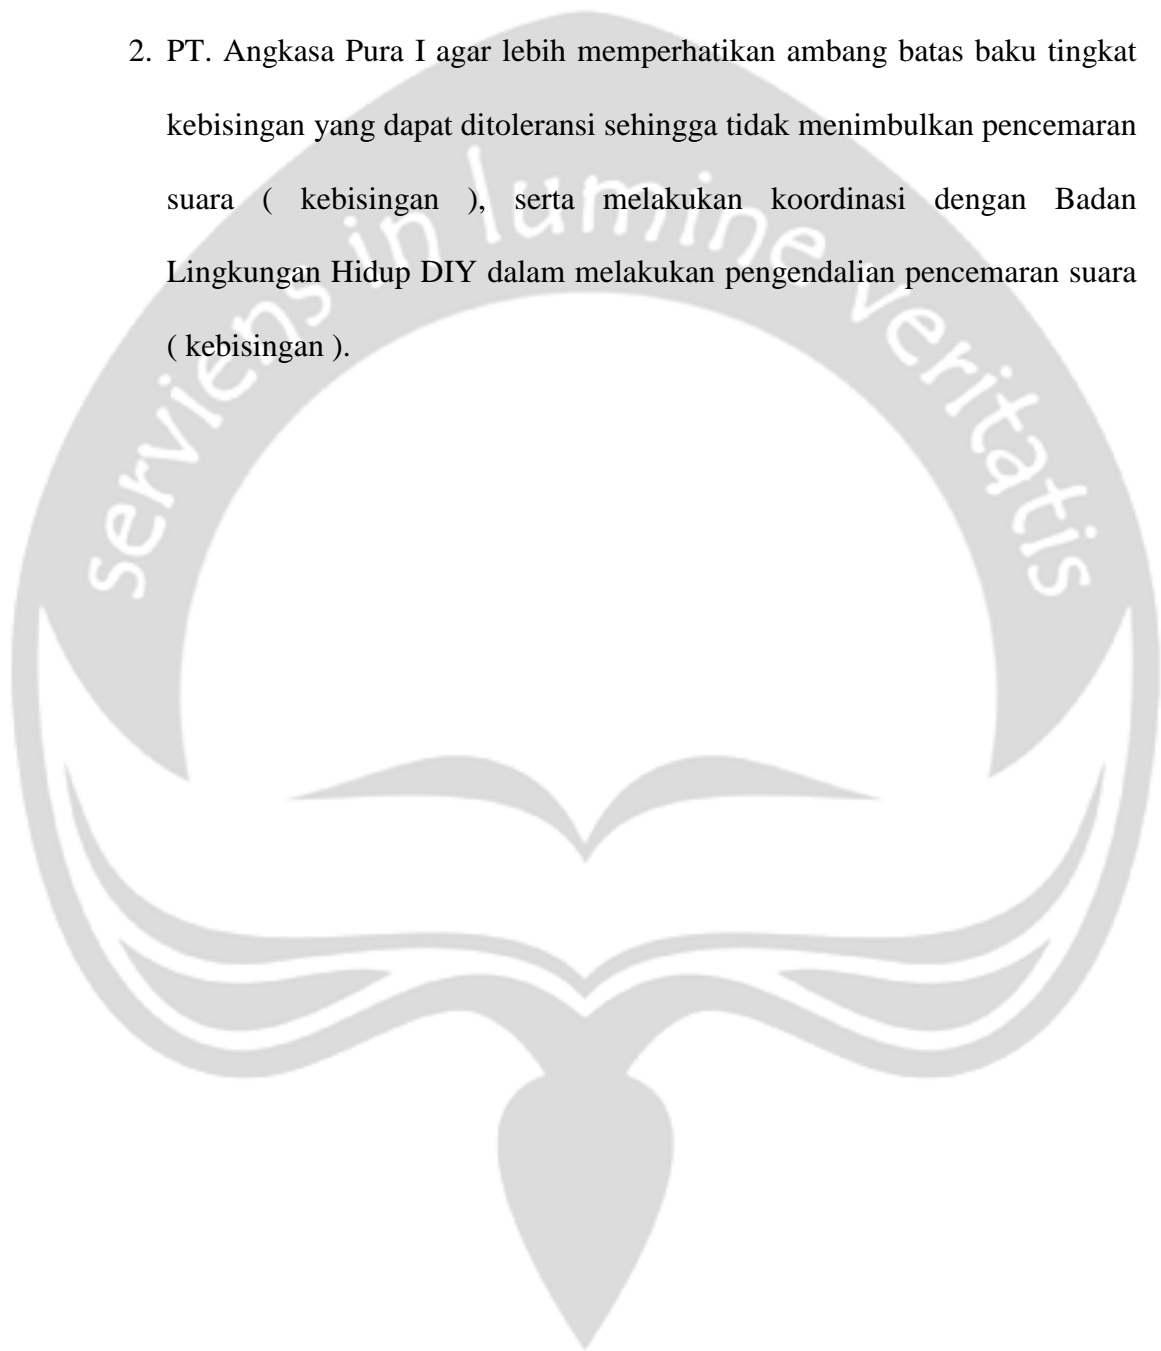 2. PT. Angkasa Pura I agar lebih memperhatikan ambang batas baku tingkat
kebisingan yang dapat ditoleransi sehingga tidak menimbulkan pencemaran
suara ( kebisingan ), serta melakukan koordinasi dengan Badan
Lingkungan Hidup DIY dalam melakukan pengendalian pencemaran suara
( kebisingan ).
serviens in lumine veritatis